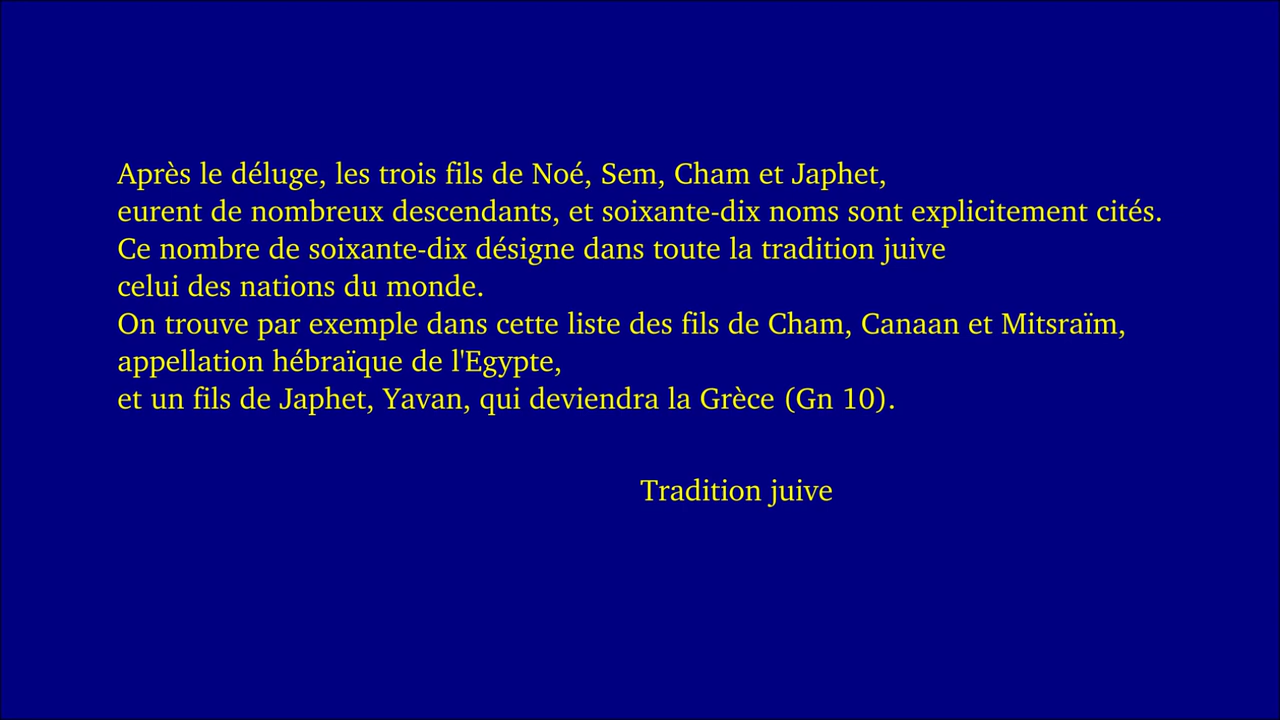 Après le déluge, les trois fils de Noé, Sem, Cham et Japhet,
eurent de nombreux descendants, et soixante-dix noms sont explicitement cités.
Ce nombre de soixante-dix désigne dans toute la tradition juive
celui des nations du monde.
On trouve par exemple dans cette liste des fils de Cham, Canaan et Mitsraïm,
appellation hébraïque de l'Egypte,
et un fils de Japhet, Yavan, qui deviendra la Grèce (Gn 10).
Tradition juive